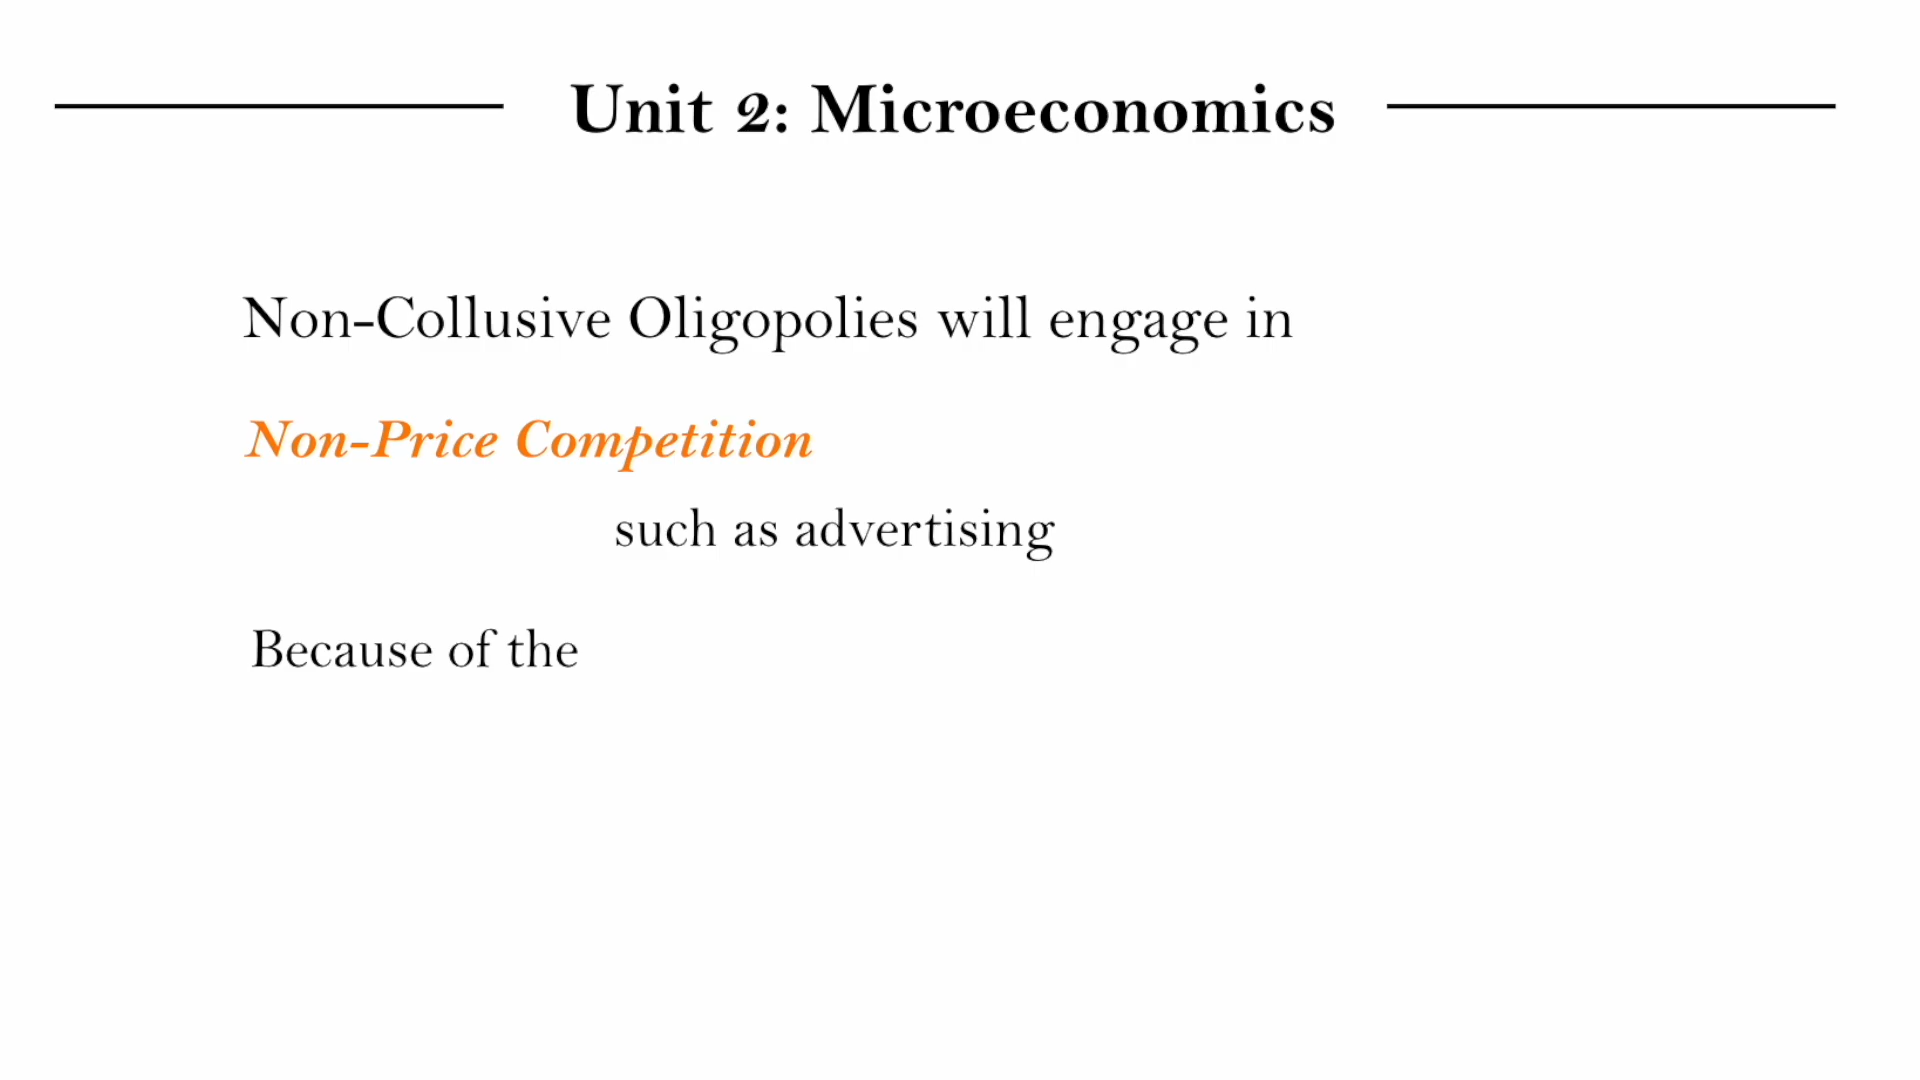 Unit 2: Microeconomics
Non-Collusive Oligopolies will engage in
Non-Price Competition
such as advertising
Because of the